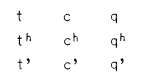 t c q
tʰ cʰ qʰ
t’ c’ q’